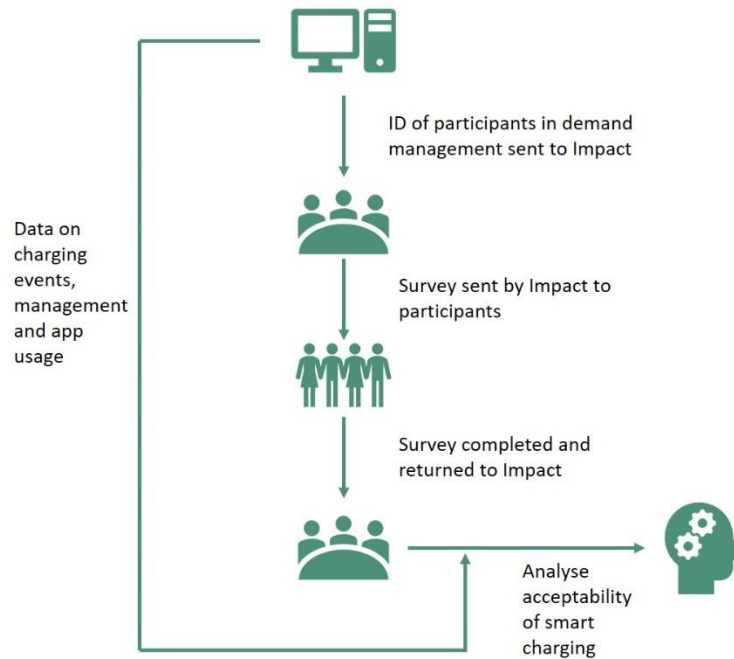 ID of participants in demand
management sent to Impact
Data on
charging
events,
management
and app
usage
Survey sent by Impact to
participants
Survey completed and
returned to Impact
Analyse
acceptability
of smart
charging